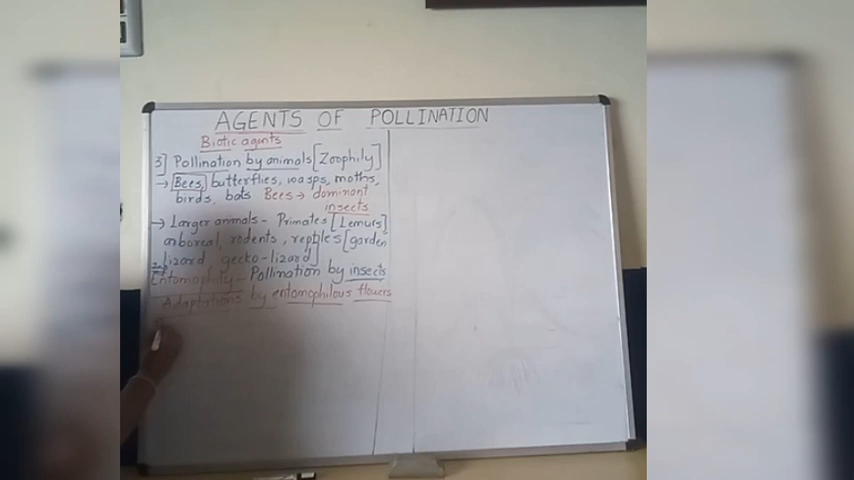 AGENTS OF POLLINATION
Biotic agents
3] Pollination by animals [Zoophily]
→ Bees, butterflies, wasps, moths,
birds, bats Bees → dominant
insects
→ Larger animals - Primates [Lemurs]
arboreal, rodents, reptiles [garden
lizard, gecko-lizard]
Entomophily - Pollination by insects
Adaptations by entomophilous flowers